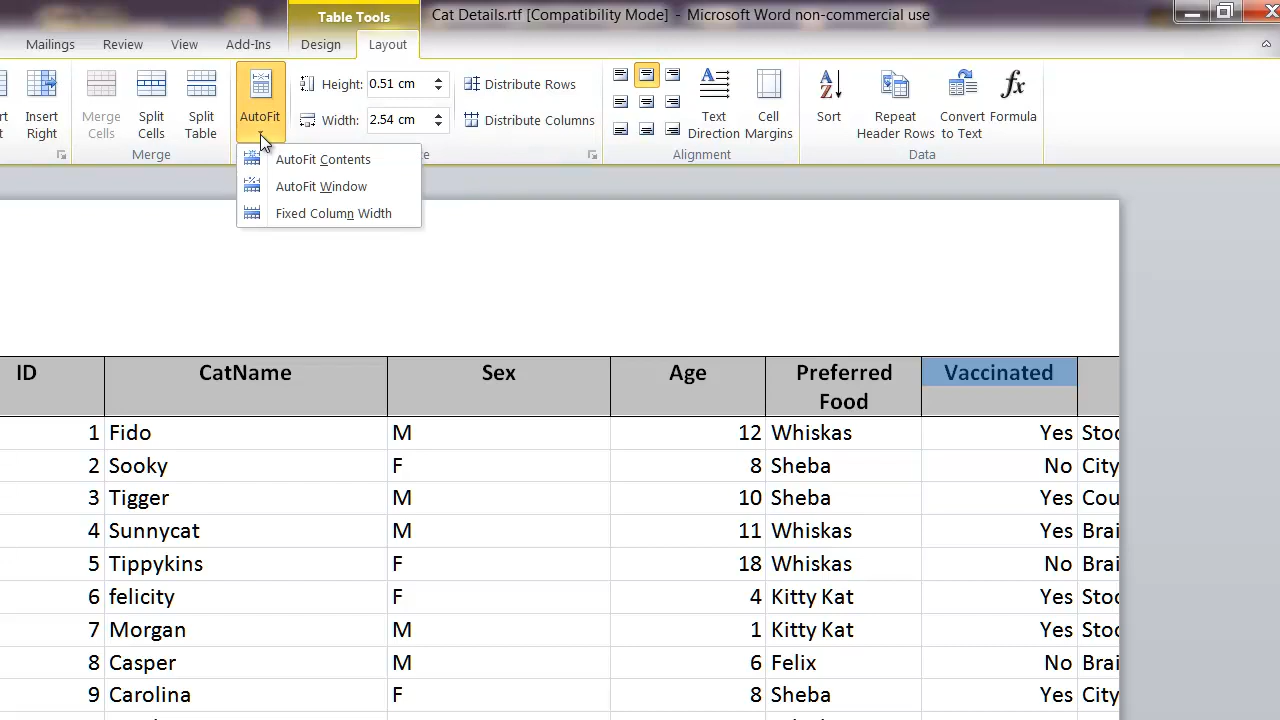 Table Tools
Cat Details.rtf [Compatibility Mode] - Microsoft Word non-commercial use
Mailings Review View Add-Ins Design Layout
Insert Right
Merge Cells
Split Cells
Split Table
AutoFit
Height: 0.51 cm
Width: 2.54 cm
Distribute Rows
Distribute Columns
Text Direction
Cell Margins
Sort
Repeat Header Rows
Convert to Text
Formula
Merge
Alignment
Data
AutoFit Contents
AutoFit Window
Fixed Column Width
ID CatName Sex Age Preferred Food Vaccinated
1 Fido M 12 Whiskas Yes
2 Sooky F 8 Sheba No City
3 Tigger M 10 Sheba Yes
4 Sunnycat M 11 Whiskas Yes
5 Tippykins F 18 Whiskas No
6 felicity F 4 Kitty Kat Yes
7 Morgan M 1 Kitty Kat Yes
8 Casper M 6 Felix No
9 Carolina F 8 Sheba Yes City